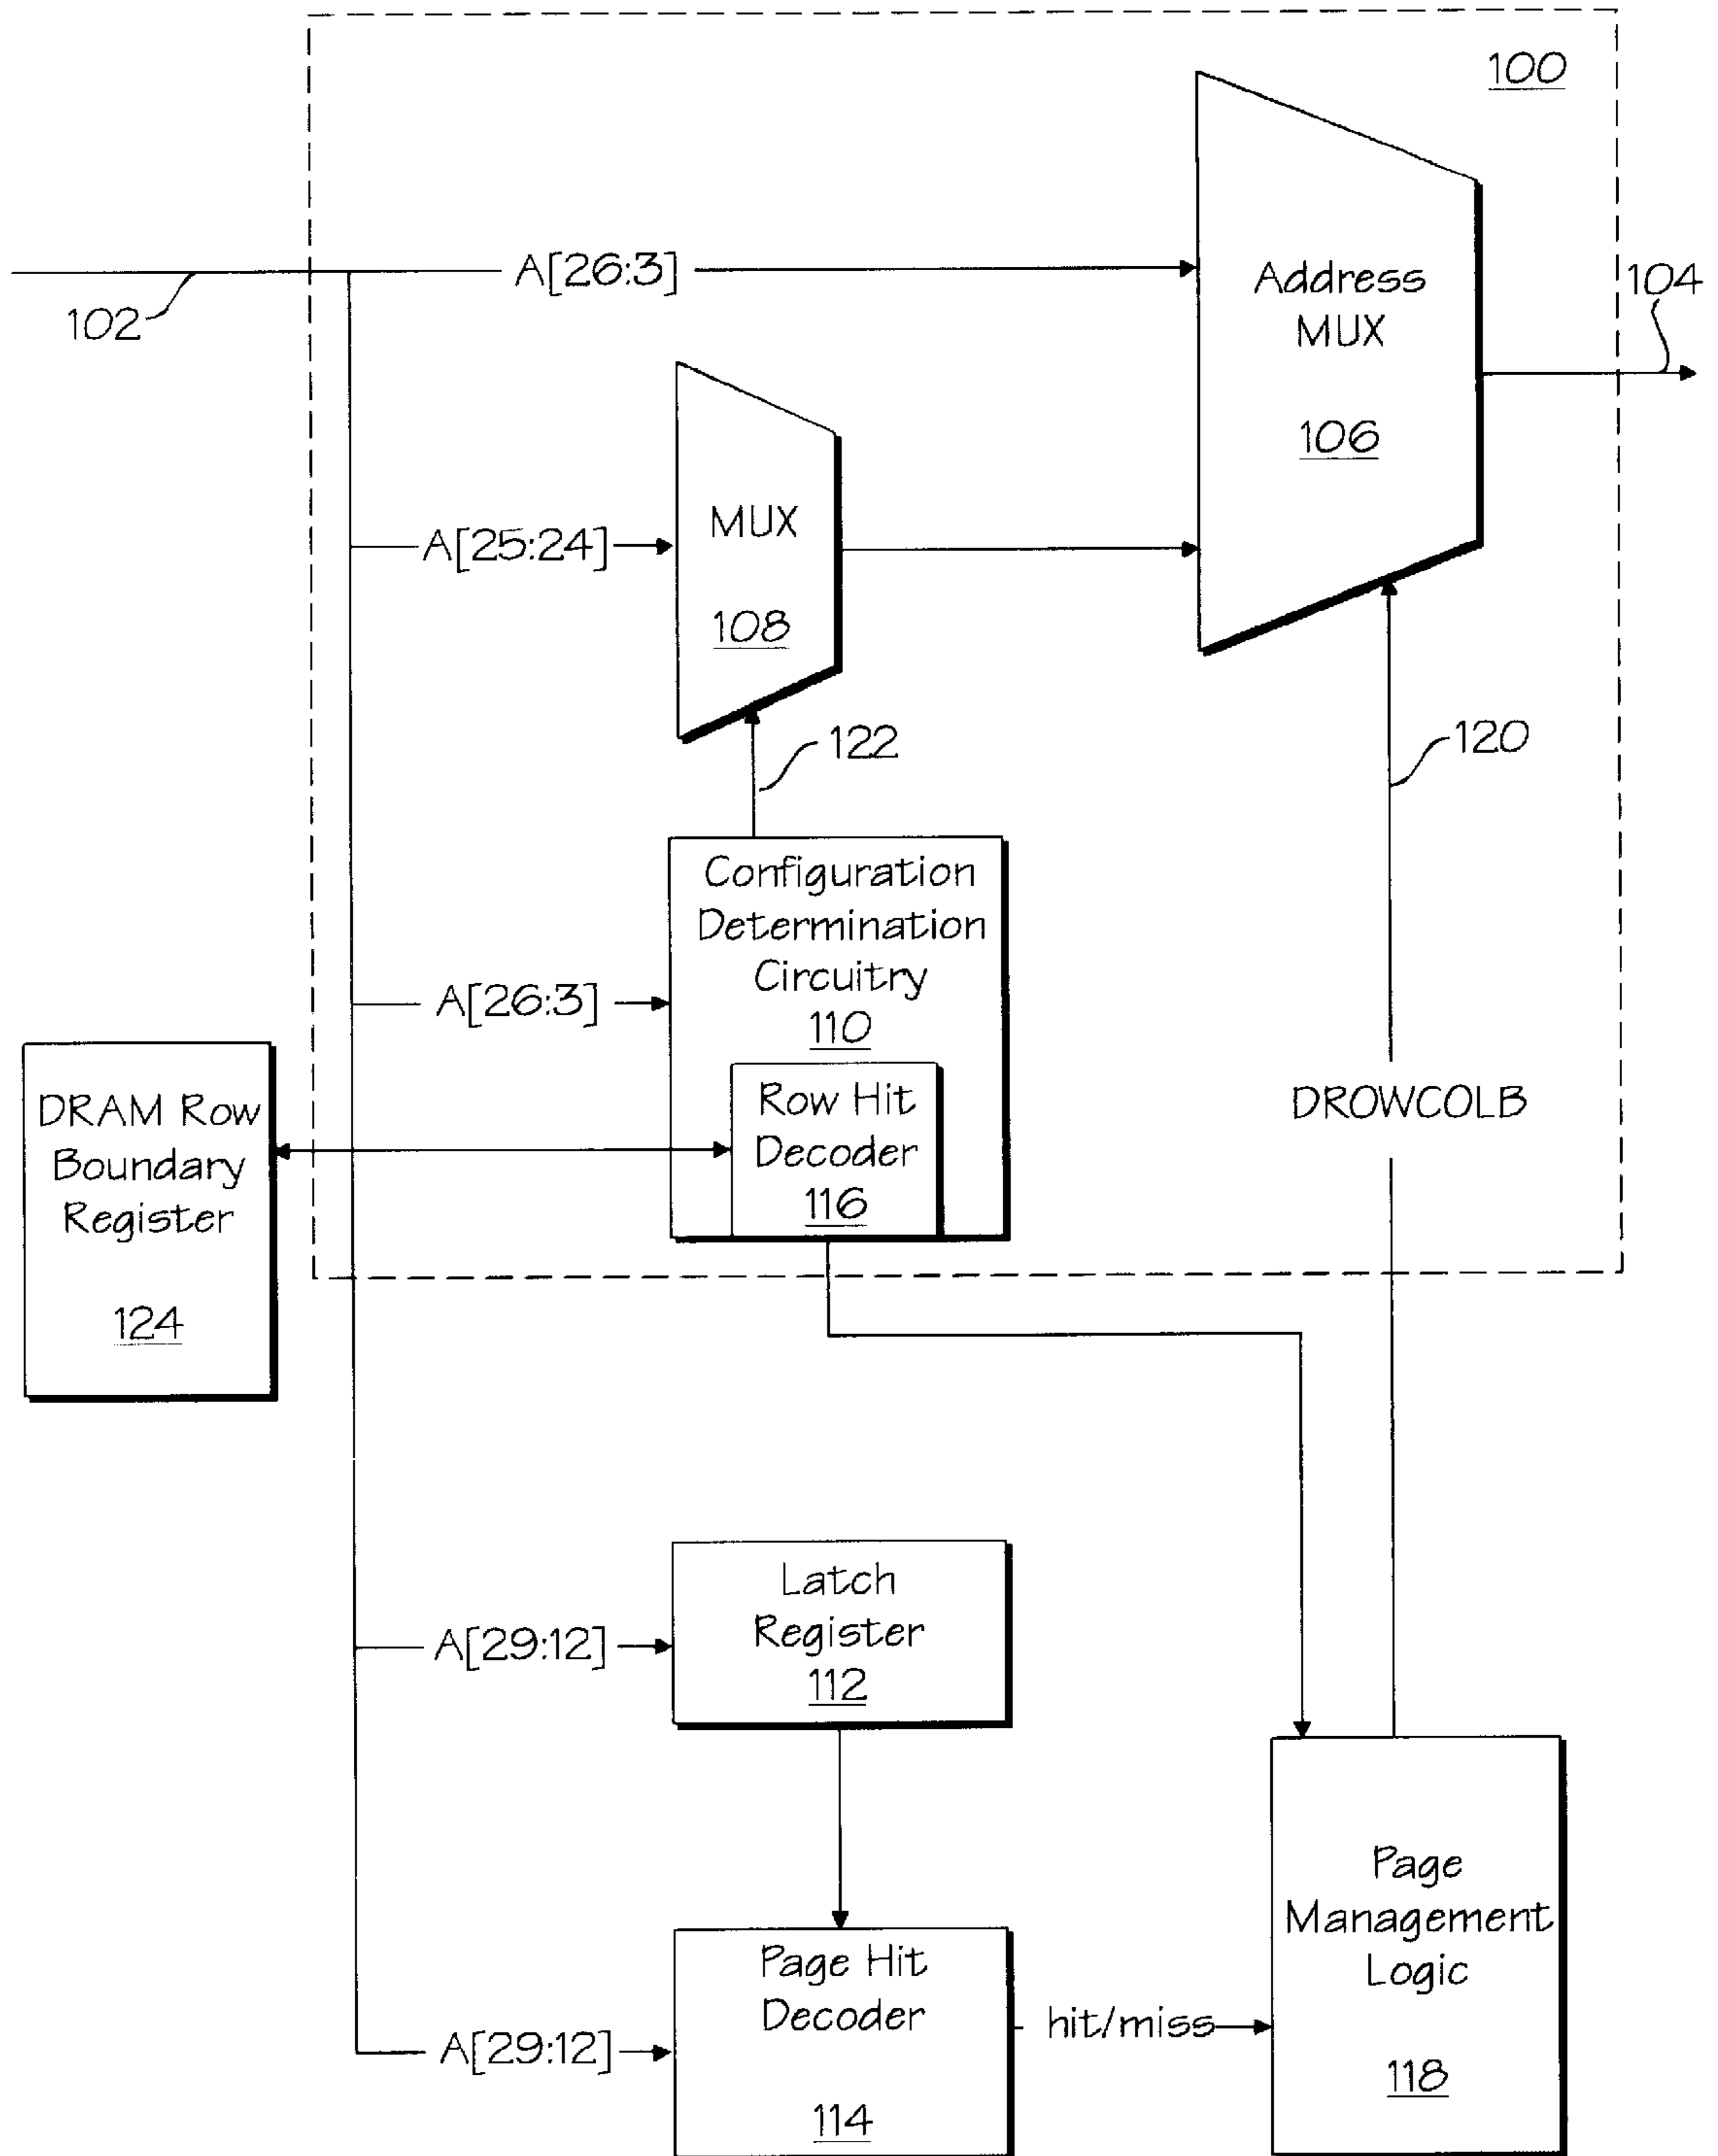 100
A[26:3]
102
Address
MUX
106
104
A[25:24]
MUX
108
122
120
Configuration
Determination
Circuitry
110
A[26:3]
Row Hit
Decoder
116
DRAM Row
Boundary
Register
124
DROWCOLB
Latch
Register
112
A[29:12]
Page Hit
Decoder
114
A[29:12]
hit/miss
Page
Management
Logic
118